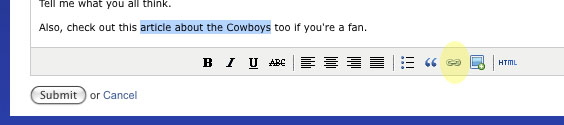 Tell me what you all think.
Also, check out this article about the Cowboys too if you're a fan.
B I U ABC “ HTML
Submit or Cancel